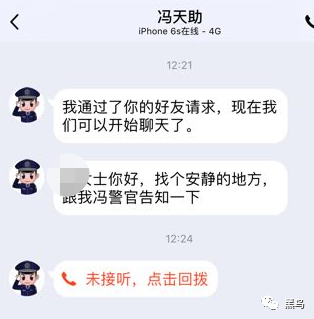 冯天助
iPhone 6s在线 - 4G
12:21
我通过了你的好友请求，现在我
们可以开始聊天了。
女士你好，找个安静的地方，
跟我冯警官告知一下
12:24
未接听，点击回拨
黑鸟